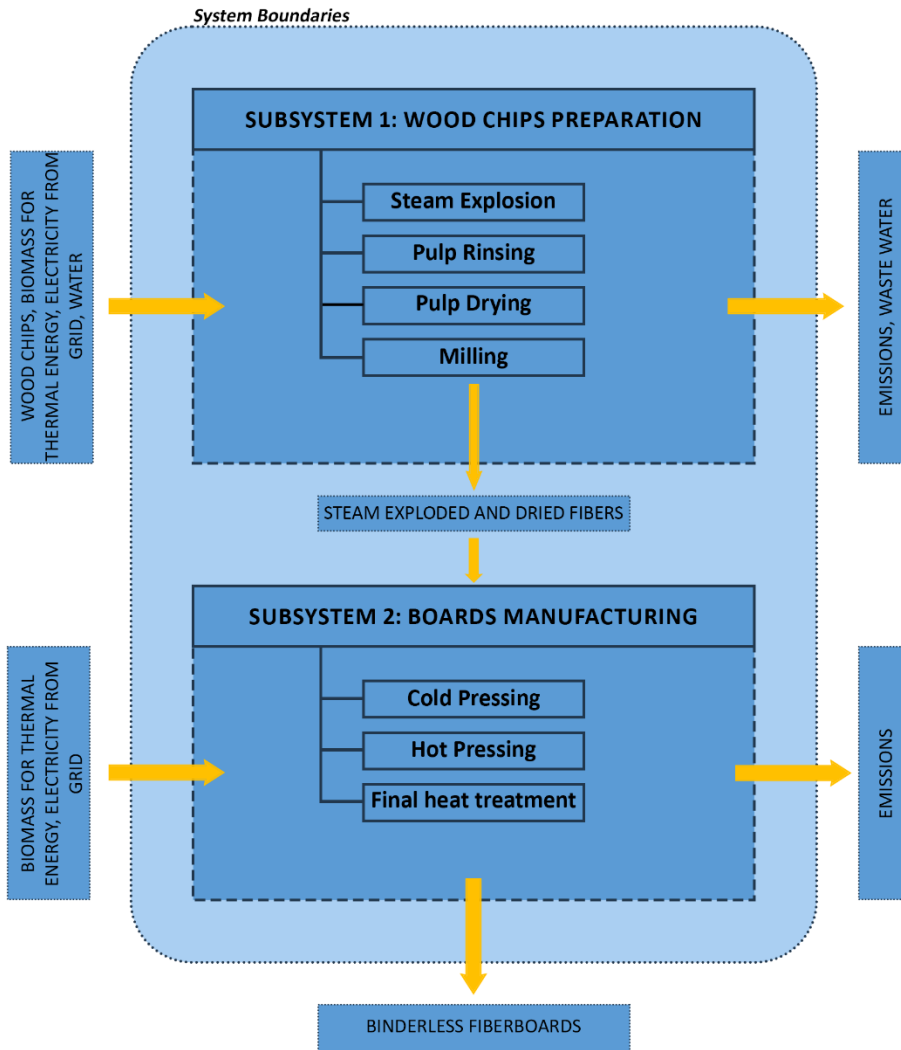 System Boundaries
SUBSYSTEM 1: WOOD CHIPS PREPARATION
Steam Explosion
Pulp Rinsing
Pulp Drying
Milling
WOOD CHIPS, BIOMASS FOR
THERMAL ENERGY, ELECTRICITY FROM
GRID, WATER
EMISSIONS, WASTE WATER
STEAM EXPLODED AND DRIED FIBERS
SUBSYSTEM 2: BOARDS MANUFACTURING
Cold Pressing
Hot Pressing
Final heat treatment
BIOMASS FOR THERMAL
ENERGY, ELECTRICITY FROM
GRID
EMISSIONS
BINDERLESS FIBERBOARDS